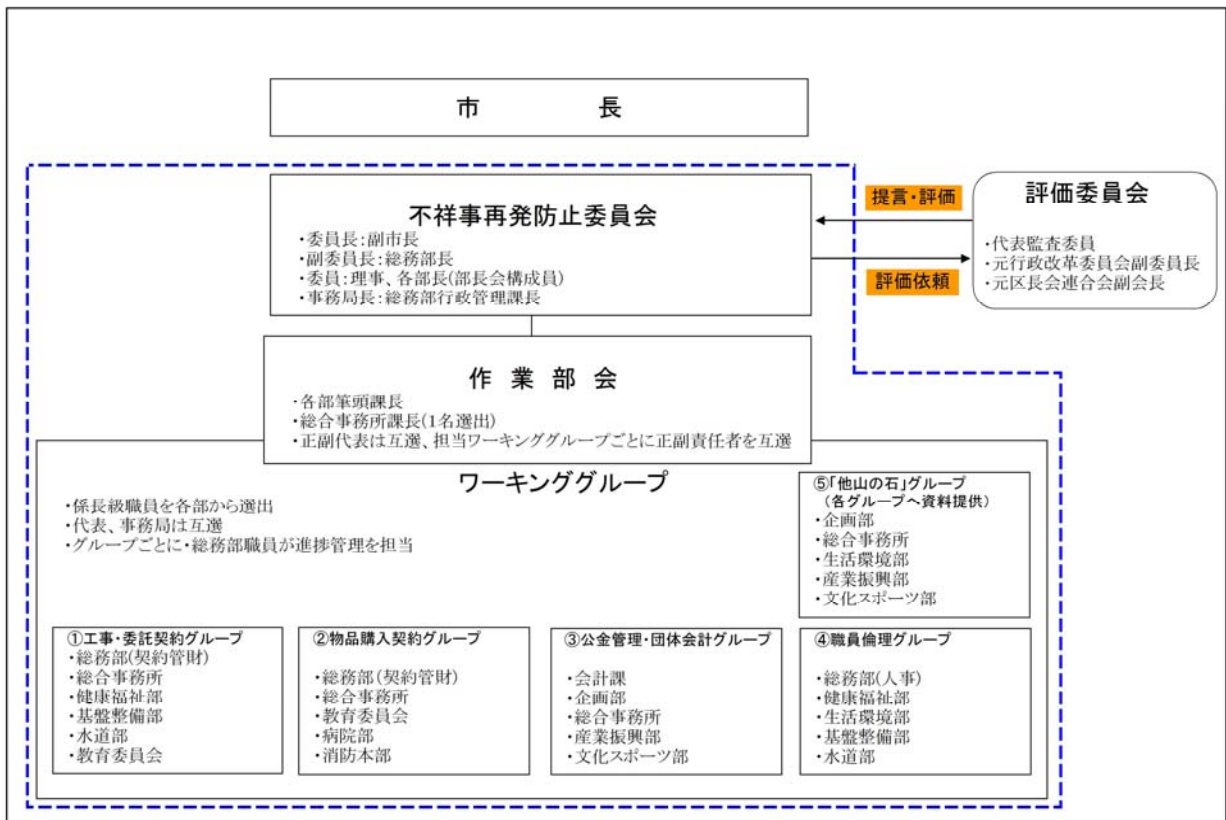 市　　　　長
不祥事再発防止委員会
・委員長：副市長
・副委員長：総務部長
・委員：理事、各部長(部長会構成員)
・事務局長：総務部行政管理課長
提言・評価
評価依頼
評価委員会
・代表監査委員
・元行政改革委員会副委員長
・元区長会連合会副会長
作 業 部 会
・各部筆頭課長
・総合事務所課長(1名選出)
・正副代表は互選、担当ワーキンググループごとに正副責任者を互選
ワーキンググループ
・係長級職員を各部から選出
・代表、事務局は互選
・グループごとに・総務部職員が進捗管理を担当
⑤「他山の石」グループ
(各グループへ資料提供)
・企画部
・総合事務所
・生活環境部
・産業振興部
・文化スポーツ部
①工事・委託契約グループ
・総務部(契約管財)
・総合事務所
・健康福祉部
・基盤整備部
・水道部
・教育委員会
②物品購入契約グループ
・総務部(契約管財)
・総合事務所
・教育委員会
・病院部
・消防本部
③公金管理・団体会計グループ
・会計課
・企画部
・総合事務所
・産業振興部
・文化スポーツ部
④職員倫理グループ
・総務部(人事)
・健康福祉部
・生活環境部
・基盤整備部
・水道部